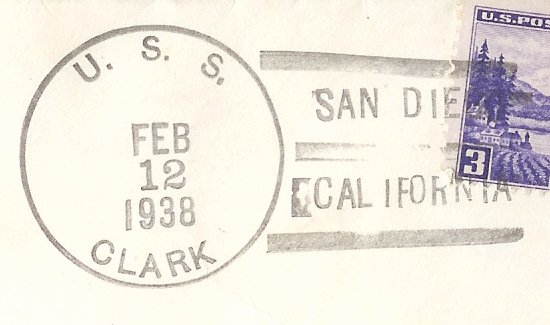 U. S. S.
CLARK
FEB
12
1938
SAN DIE
CALIFORNIA
U.S. POS
3